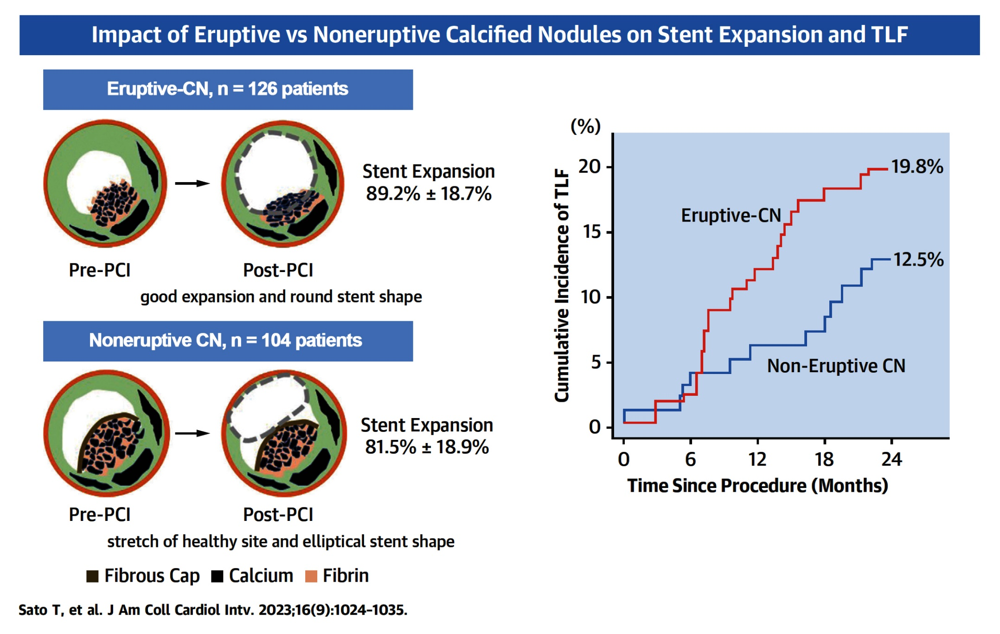 Impact of Eruptive vs Noneruptive Calcified Nodules on Stent Expansion and TLF
Eruptive-CN, n = 126 patients
Stent Expansion
89.2% ± 18.7%
Pre-PCI
Post-PCI
good expansion and round stent shape
Noneruptive CN, n = 104 patients
Stent Expansion
81.5% ± 18.9%
Pre-PCI
Post-PCI
stretch of healthy site and elliptical stent shape
Fibrous Cap
Calcium
Fibrin
(%)
Cumulative Incidence of TLF
20
15
10
5
0
19.8%
Eruptive-CN
12.5%
Non-Eruptive CN
0
6
12
18
24
Time Since Procedure (Months)
Sato T, et al. J Am Coll Cardiol Intv. 2023;16(9):1024–1035.